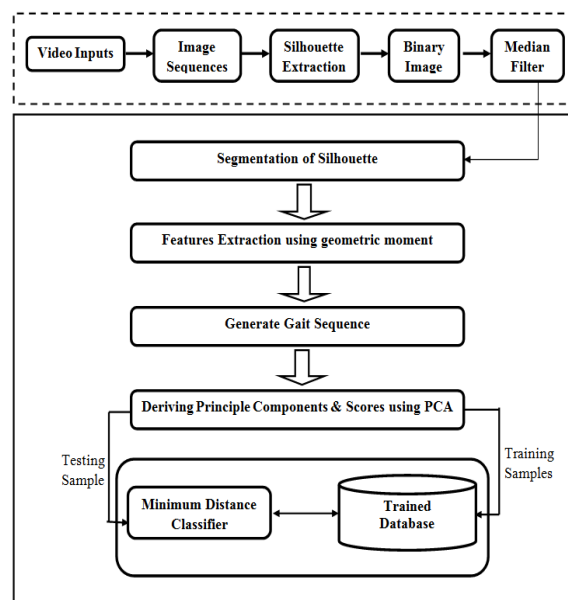 Video Inputs
Image
Sequences
Silhouette
Extraction
Binary
Image
Median
Filter
Segmentation of Silhouette
Features Extraction using geometric moment
Generate Gait Sequence
Deriving Principle Components & Scores using PCA
Testing
Sample
Training
Samples
Minimum Distance
Classifier
Trained
Database